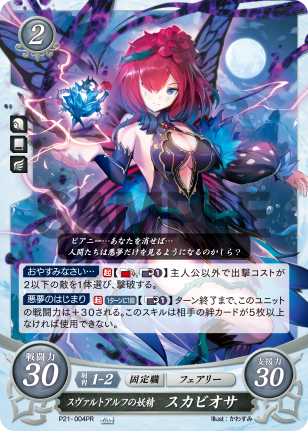 2
ピアニー…あなたを消せば…
人間たちは悪夢だけを見るようになるのかしら？
おやすみなさい… 起【、1】主人公以外で出撃コストが
2以下の敵を1体選び、撃破する。
悪夢のはじまり 起 1ターンに1回【1】ターン終了まで、このユニット
の戦闘力は＋30される。このスキルは相手の絆カードが5枚以上
なければ使用できない。
戦闘力
30
射程 1-2
固定職
フェアリー
支援力
30
スヴァルトアルフの妖精 スカビオサ
P21-004PR
Illust：かわすみ